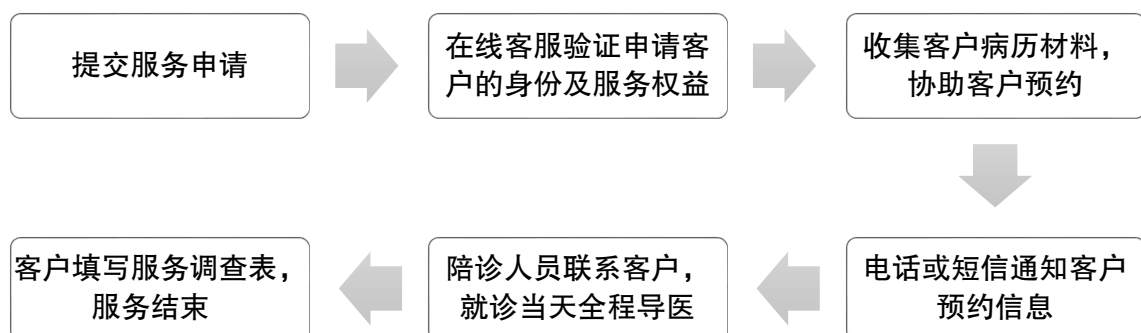 提交服务申请
在线客服验证申请客
户的身份及服务权益
收集客户病历材料，
协助客户预约
电话或短信通知客户
预约信息
陪诊人员联系客户，
就诊当天全程导医
客户填写服务调查表，
服务结束